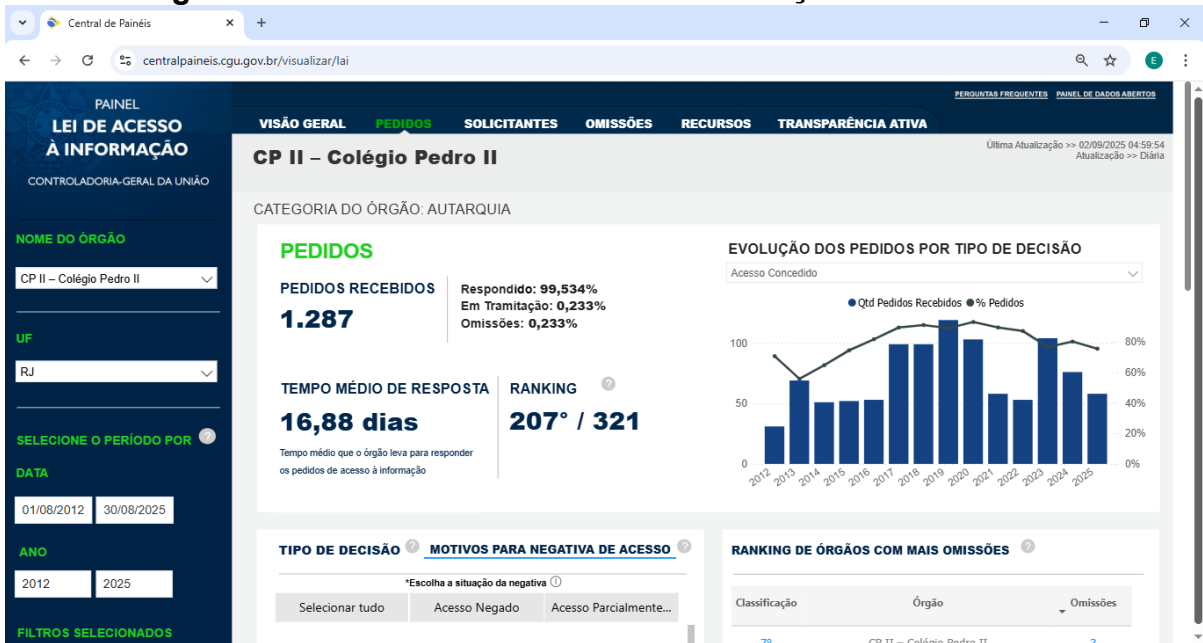 Central de Painéis
centralpaineis.cgu.gov.br/visualizar/lai
E
PAINEL
LEI DE ACESSO
À INFORMAÇÃO
CONTROLADORIA-GERAL DA UNIÃO
NOME DO ÓRGÃO
CP II – Colégio Pedro II
UF
RJ
SELECIONE O PERÍODO POR ?
DATA
01/08/2012 30/08/2025
ANO
2012 2025
FILTROS SELECIONADOS
PERGUNTAS FREQUENTES PAINEL DE DADOS ABERTOS
VISÃO GERAL PEDIDOS SOLICITANTES OMISSÕES RECURSOS TRANSPARÊNCIA ATIVA
CP II – Colégio Pedro II
Última Atualização >> 02/09/2025 04:59:54
Atualização >> Diária
CATEGORIA DO ÓRGÃO: AUTARQUIA
PEDIDOS
PEDIDOS RECEBIDOS
1.287
Respondido: 99,534%
Em Tramitação: 0,233%
Omissões: 0,233%
TEMPO MÉDIO DE RESPOSTA
16,88 dias
Tempo médio que o órgão leva para responder
os pedidos de acesso à informação
RANKING ?
207° / 321
EVOLUÇÃO DOS PEDIDOS POR TIPO DE DECISÃO
Acesso Concedido
Qtd Pedidos Recebidos % Pedidos
100
50
0
80%
60%
40%
20%
0%
2012 2013 2014 2015 2016 2017 2018 2019 2020 2021 2022 2023 2024 2025
TIPO DE DECISÃO ? MOTIVOS PARA NEGATIVA DE ACESSO ?
*Escolha a situação da negativa
Selecionar tudo Acesso Negado Acesso Parcialmente...
RANKING DE ÓRGÃOS COM MAIS OMISSÕES ?
Classificação Órgão Omissões
7º CP II – Colégio Pedro II 3